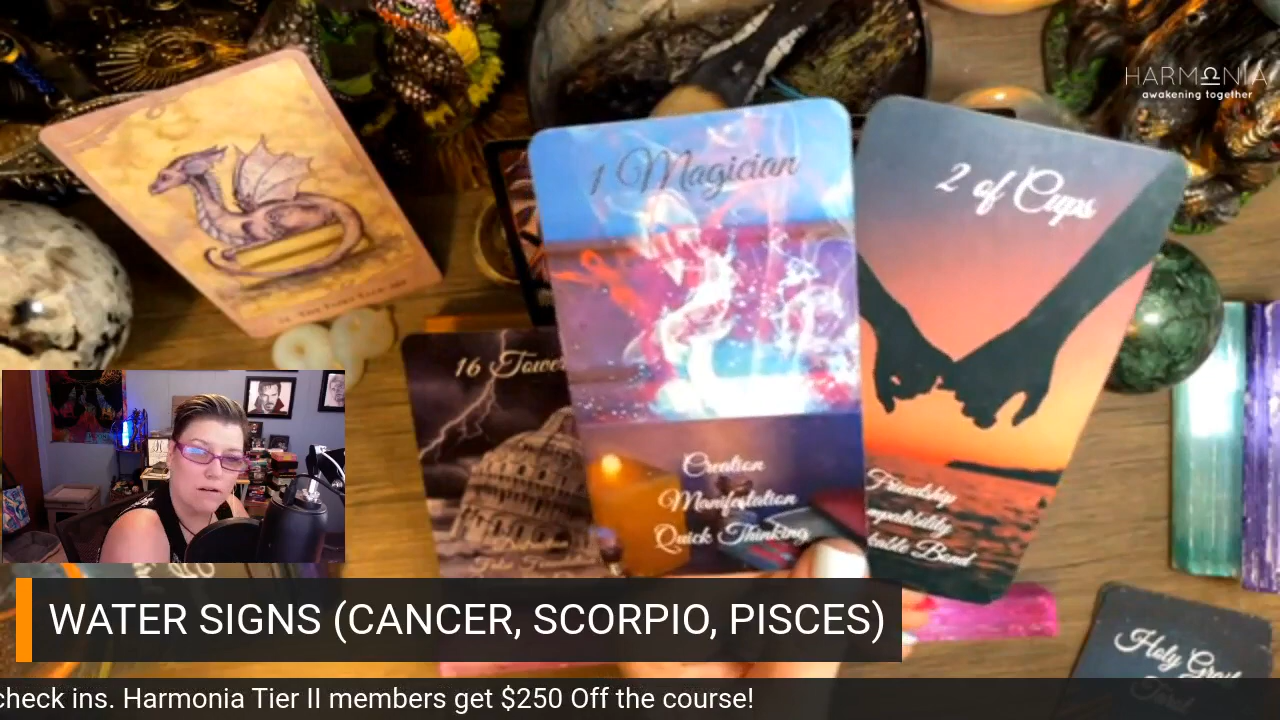 HARMONIA
awakening together
1 Magician
2 of Cups
16 Tower
Creation
Manifestation
Quick Thinking
Friendship
Bond
Holy Grail
WATER SIGNS (CANCER, SCORPIO, PISCES)
check ins. Harmonia Tier II members get $250 Off the course!